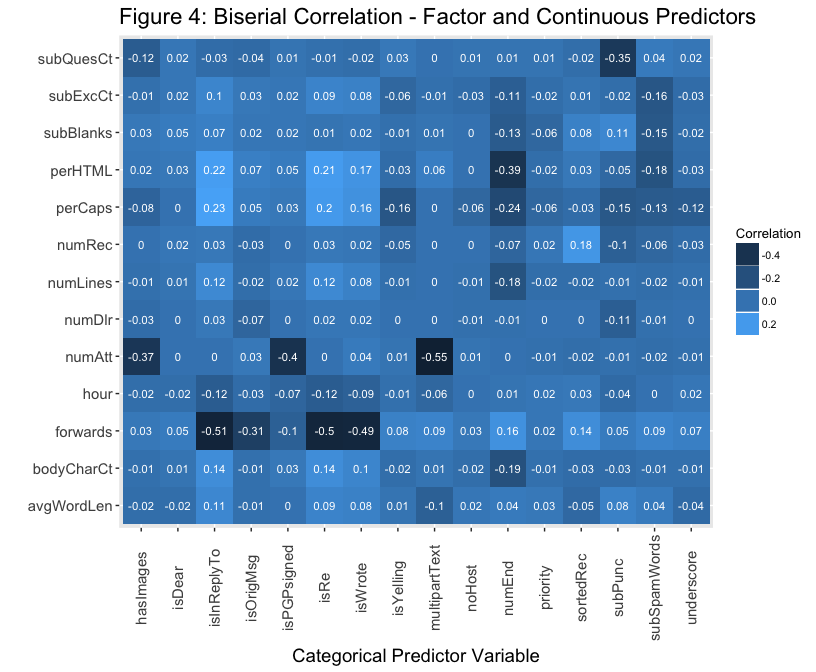 Figure 4: Biserial Correlation - Factor and Continuous Predictors
subQuesCt -0.12 0.02 -0.03 -0.04 0.01 -0.01 -0.02 0.03 0 0.01 0.01 0.01 -0.02 -0.35 0.04 0.02
subExcCt -0.01 0.02 0.1 0.03 0.02 0.09 0.08 -0.06 -0.01 -0.03 -0.11 -0.02 0.01 -0.02 -0.16 -0.03
subBlanks 0.03 0.05 0.07 0.02 0.02 0.01 0.02 -0.01 0.01 0 -0.13 -0.06 0.08 0.11 -0.15 -0.02
perHTML 0.02 0.03 0.22 0.07 0.05 0.21 0.17 -0.03 0.06 0 -0.39 -0.02 0.03 -0.05 -0.18 -0.03
perCaps -0.08 0 0.23 0.05 0.03 0.2 0.16 -0.16 0 -0.06 -0.24 -0.06 -0.03 -0.15 -0.13 -0.12
numRec 0 0.02 0.03 -0.03 0 0.03 0.02 -0.05 0 0 -0.07 0.02 0.18 -0.1 -0.06 -0.03
numLines -0.01 0.01 0.12 -0.02 0.02 0.12 0.08 -0.01 0 -0.01 -0.18 -0.02 -0.02 -0.01 -0.02 -0.01
numDlr -0.03 0 0.03 -0.07 0 0.02 0.02 0 0 -0.01 -0.01 0 0 -0.11 -0.01 0
numAtt -0.37 0 0 0.03 -0.4 0 0.04 0.01 -0.55 0.01 0 -0.01 -0.02 -0.01 -0.02 -0.01
hour -0.02 -0.02 -0.12 -0.03 -0.07 -0.12 -0.09 -0.01 -0.06 0 0.01 0.02 0.03 -0.04 0 0.02
forwards 0.03 0.05 -0.51 -0.31 -0.1 -0.5 -0.49 0.08 0.09 0.03 0.16 0.02 0.14 0.05 0.09 0.07
bodyCharCt -0.01 0.01 0.14 -0.01 0.03 0.14 0.1 -0.02 0.01 -0.02 -0.19 -0.01 -0.03 -0.03 -0.01 -0.01
avgWordLen -0.02 -0.02 0.11 -0.01 0 0.09 0.08 0.01 -0.1 0.02 0.04 0.03 -0.05 0.08 0.04 -0.04
hasImages isDear isInReplyTo isOrigMsg isPGPsigned isRe isWrote isYelling multipartText noHost numEnd priority sortedRec subPunc subSpamWords underscore
Categorical Predictor Variable
Correlation
-0.4
-0.2
0.0
0.2